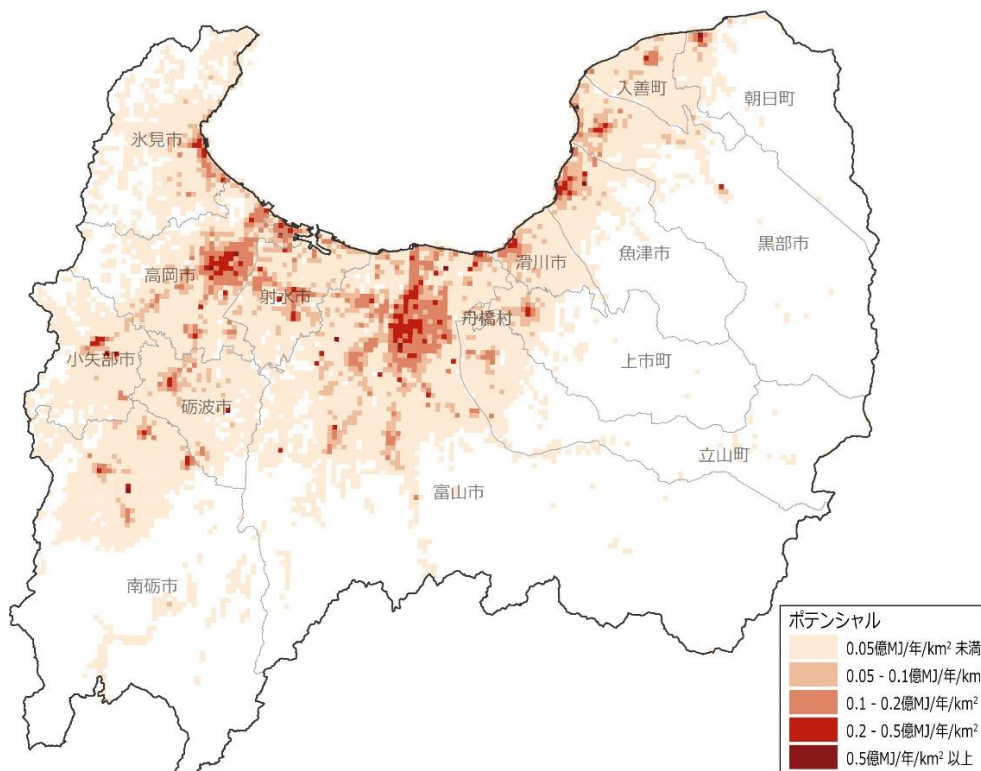 入善町
朝日町
氷見市
黒部市
魚津市
滑川市
高岡市
射水市
舟橋村
小矢部市
上市町
砺波市
立山町
富山市
南砺市
ポテンシャル
0.05億MJ/年/km² 未満
0.05 - 0.1億MJ/年/km
0.1 - 0.2億MJ/年/km²
0.2 - 0.5億MJ/年/km²
0.5億MJ/年/km² 以上